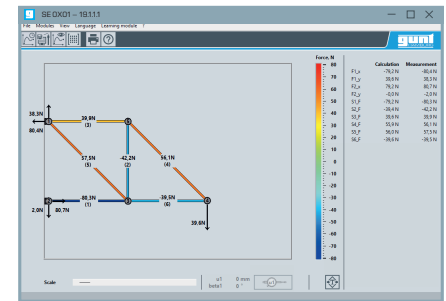 SE OX01 – 19.1.1.1
File Modules View Language Learning module ?
gunt
Force, N
80
70
60
50
40
30
20
10
0
-10
-20
-30
-40
-50
-60
-70
-80
Calculation Measurement
F1_x -79,2 N -80,4 N
F1_y 39,6 N 38,3 N
F2_x 79,2 N 80,7 N
F2_y -0,0 N -2,0 N
S1_F -79,2 N -80,3 N
S2_F -39,6 N -42,2 N
S3_F 39,6 N 39,9 N
S4_F 55,9 N 56,1 N
S5_F 56,0 N 57,5 N
S6_F -39,6 N -39,5 N
38,3N
80,4N
39,9N
(3)
57,5N
(5)
-42,2N
(2)
56,1N
(4)
2,0N
80,7N
-80,3N
(1)
-39,5N
(6)
39,6N
Scale
u1 0 mm
beta1 0 °